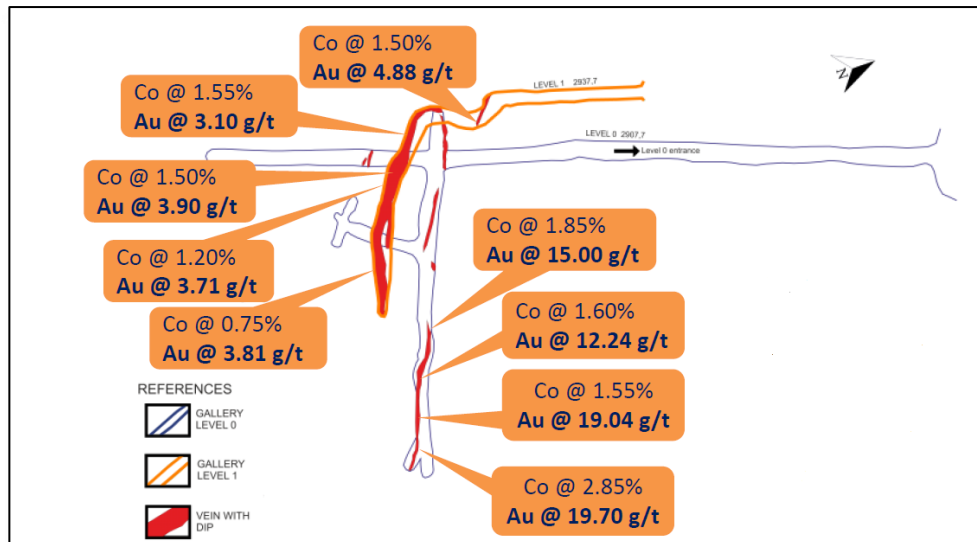 Co @ 1.50%
Au @ 4.88 g/t
Co @ 1.55%
Au @ 3.10 g/t
LEVEL 1 2937,7
N
LEVEL 0 2907,7
Level 0 entrance
Co @ 1.50%
Au @ 3.90 g/t
Co @ 1.20%
Au @ 3.71 g/t
Co @ 0.75%
Au @ 3.81 g/t
Co @ 1.85%
Au @ 15.00 g/t
Co @ 1.60%
Au @ 12.24 g/t
Co @ 1.55%
Au @ 19.04 g/t
Co @ 2.85%
Au @ 19.70 g/t
REFERENCES
GALLERY
LEVEL 0
GALLERY
LEVEL 1
VEIN WITH
DIP